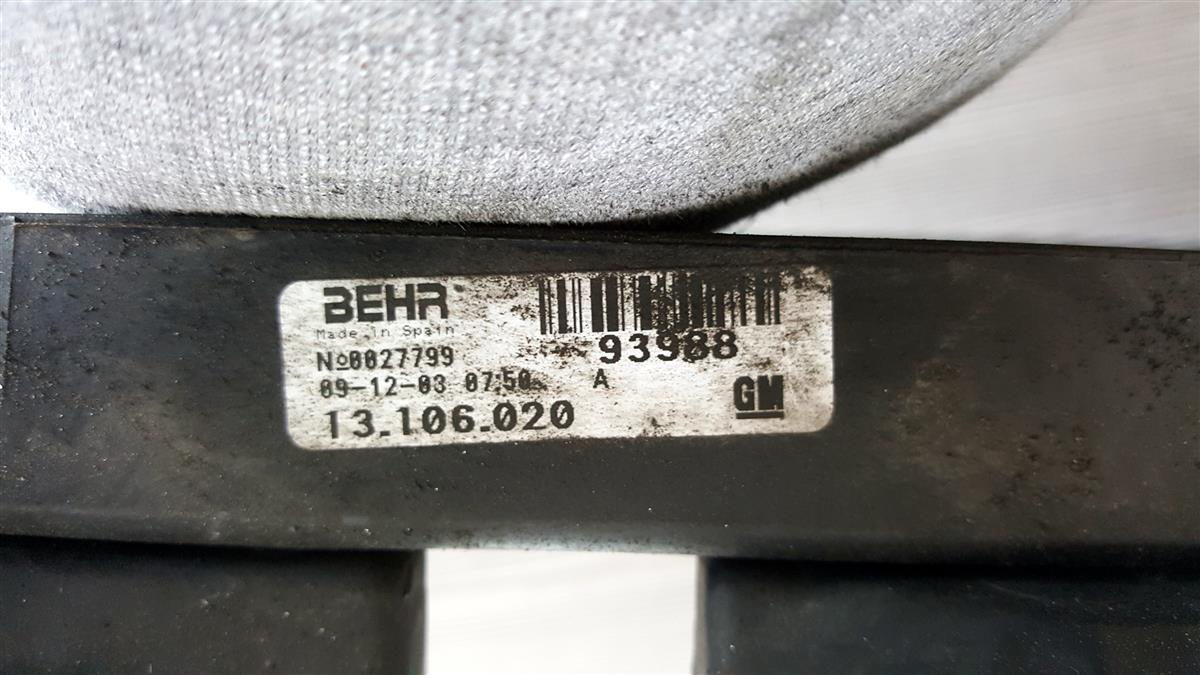 BEHR
Made in Spain
93988
Nº0027799
09-12-03 07:50
A
13.106.020
GM